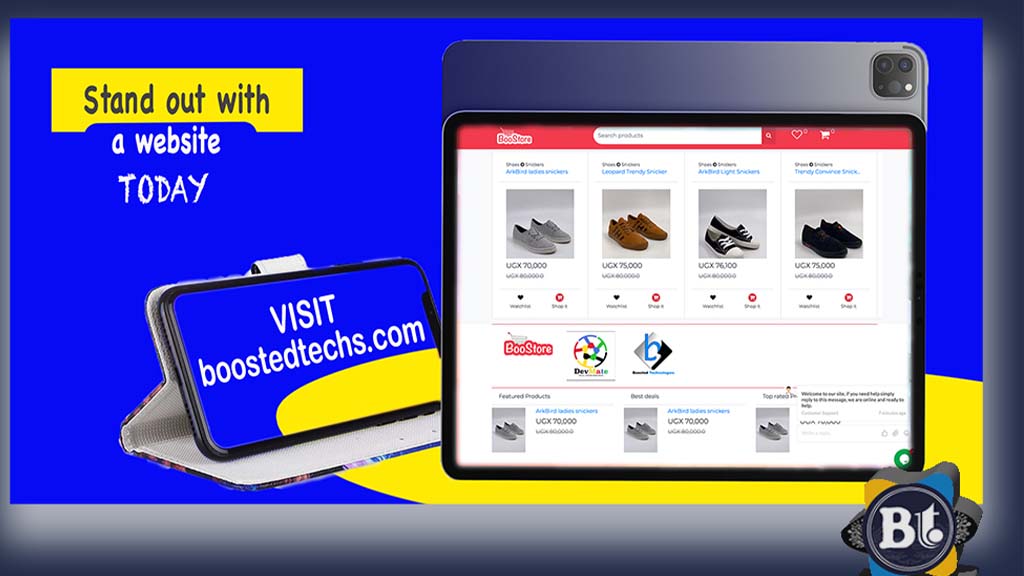 Stand out with
a website
TODAY
VISIT
boostedtechs.com
BooStore
Search products
0
0
Shoes Snickers
ArkBird ladies snickers
UGX 70,000
UGX 80,000.0
Watchlist
Shop it
Shoes Snickers
Leopard Trendy Snicker
UGX 75,000
UGX 80,000.0
Watchlist
Shop it
Shoes Snickers
ArkBird Light Snickers
UGX 76,100
UGX 80,000.0
Watchlist
Shop it
Shoes Snickers
Trendy Convince Snick..
UGX 75,000
UGX 80,000.0
Watchlist
Shop it
BooStore
DevMate
Boosted Technologies
Featured Products
ArkBird ladies snickers
UGX 70,000
UGX 80,000.0
Best deals
ArkBird ladies snickers
UGX 70,000
UGX 80,000.0
Top rated
Welcome to our site, if you need help simply
reply to this message, we are online and ready to
help.
Customer Support
Write a reply..
Bt.